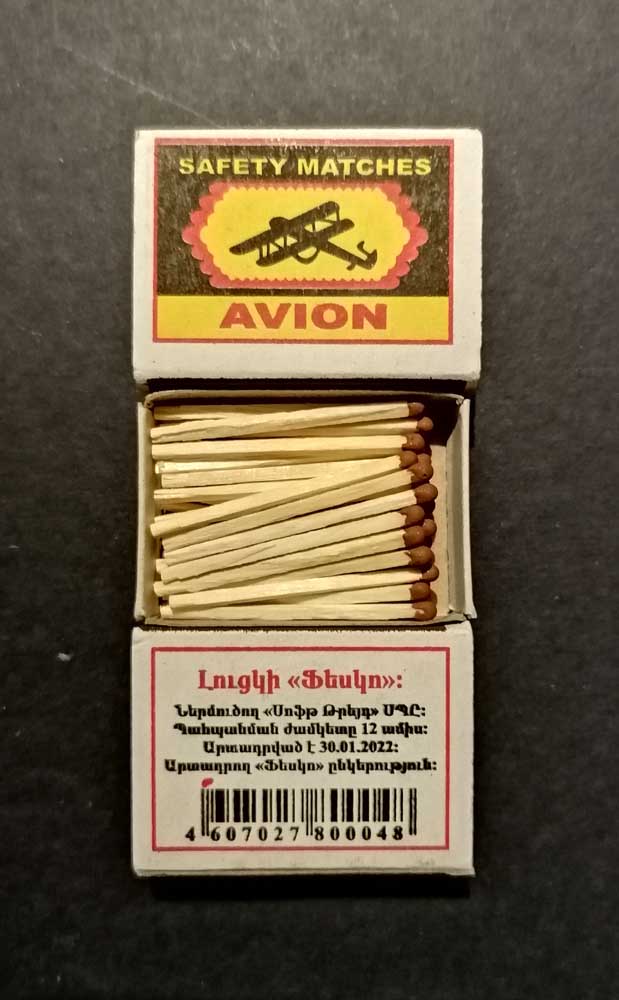 SAFETY MATCHES
AVION
Լուցկի «Ֆեսկո»:
Ներմուծող «Սոֆթ Թրեյդ» ՍՊԸ:
Պահպանման ժամկետը 12 ամիս:
Արտադրված է 30.01.2022:
Արտադրող «Ֆեսկո» ընկերություն:
4 607027 800048